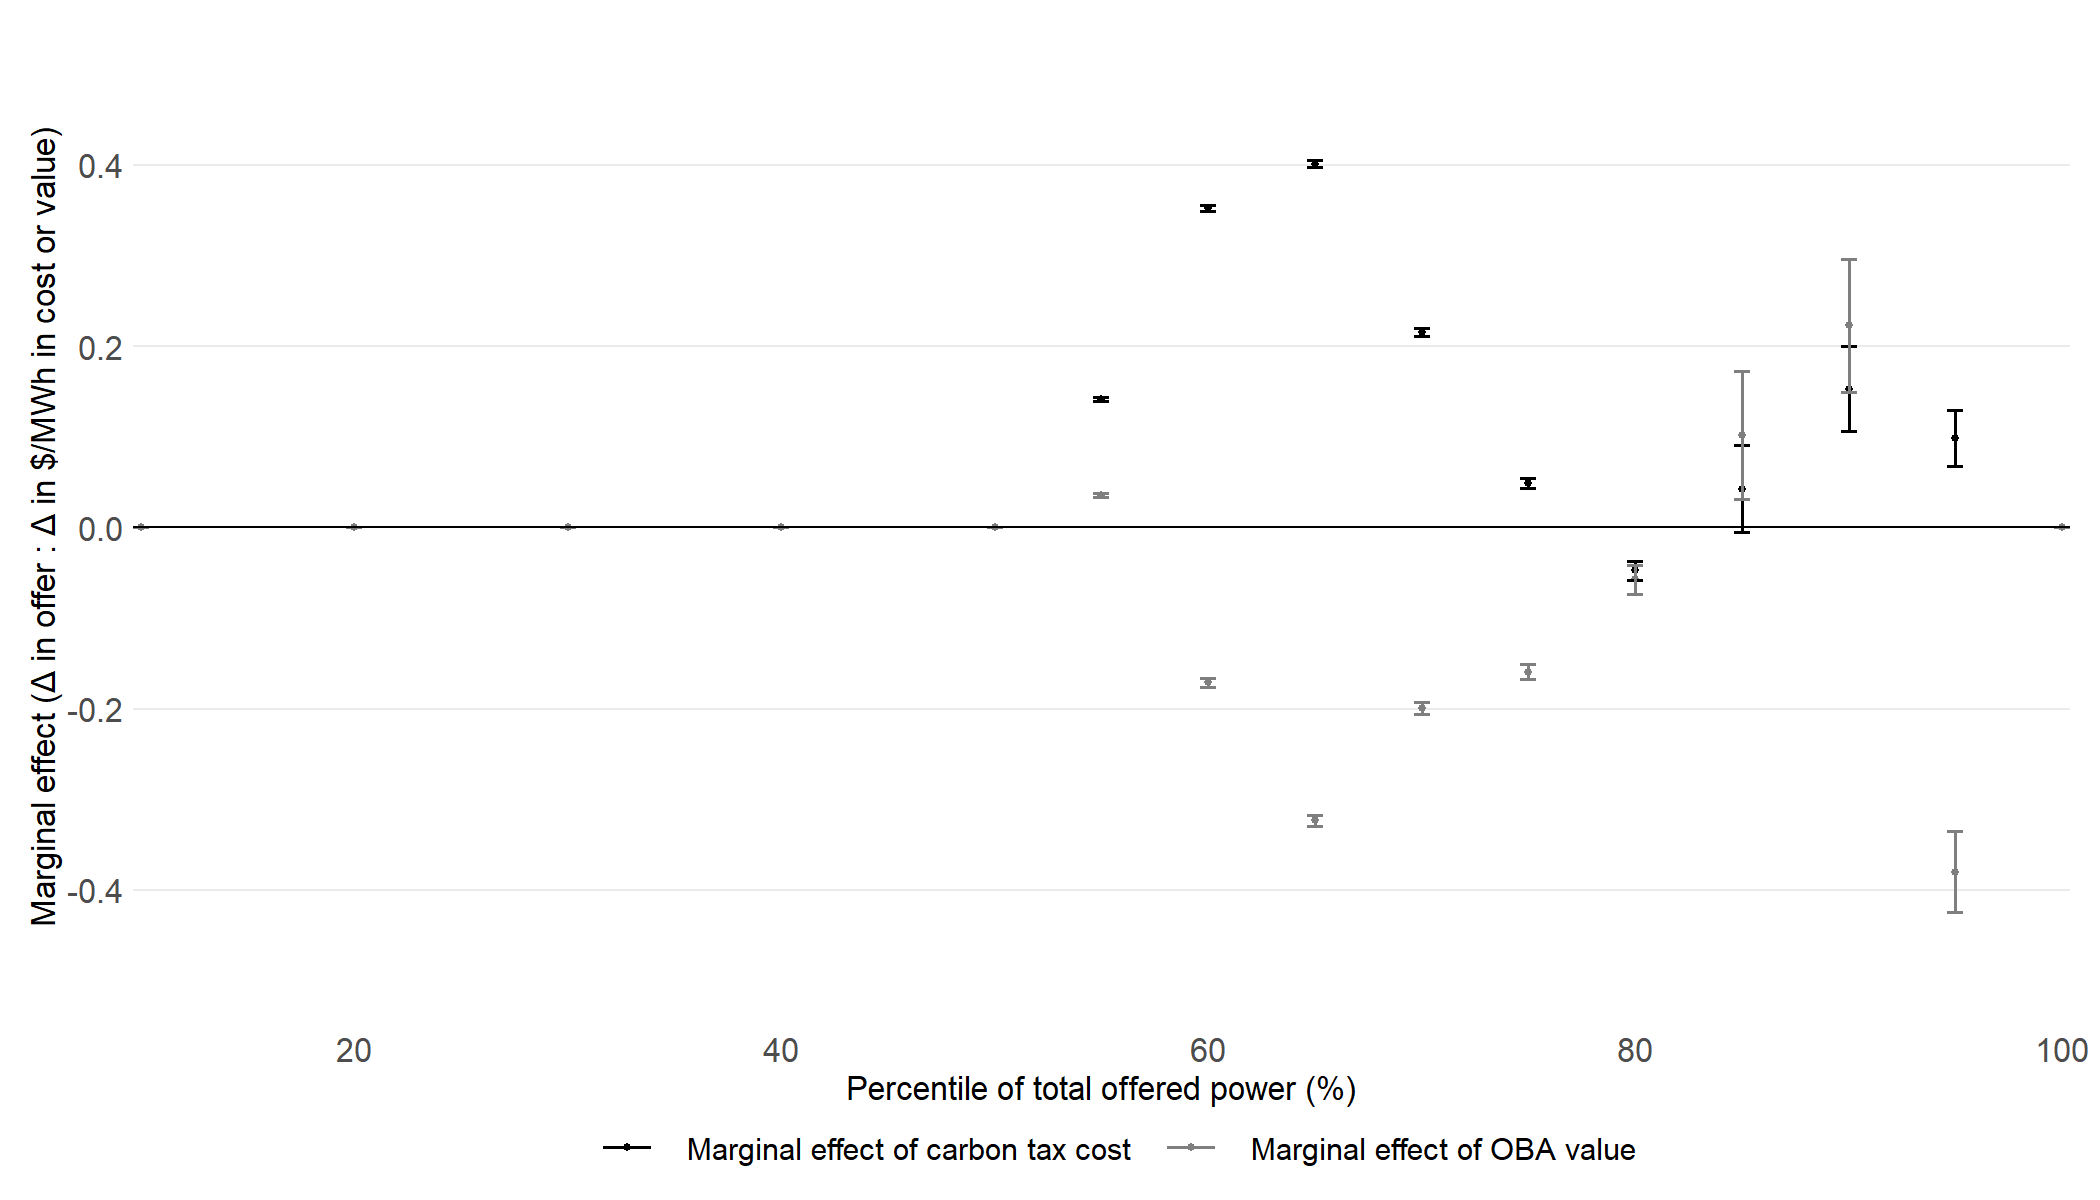 Marginal effect (Δ in offer : Δ in $/MWh in cost or value)
0.4
0.2
0.0
-0.2
-0.4
20 40 60 80 100
Percentile of total offered power (%)
Marginal effect of carbon tax cost Marginal effect of OBA value